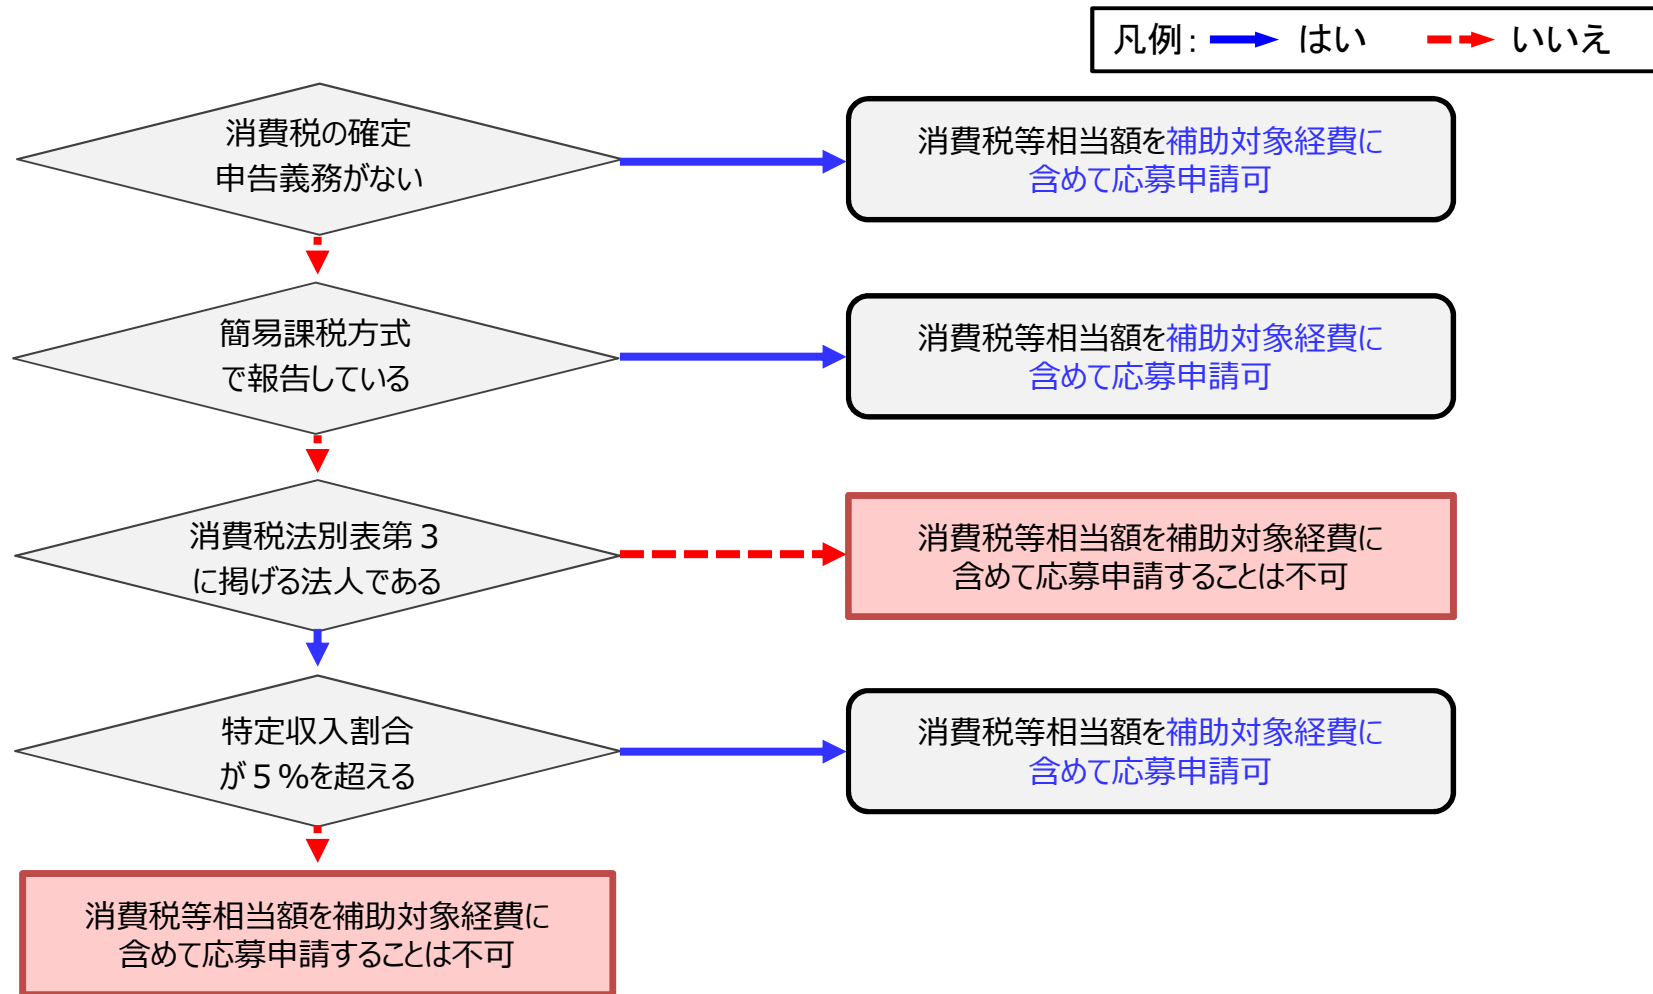 凡例： はい いいえ
消費税の確定
申告義務がない
消費税等相当額を補助対象経費に
含めて応募申請可
簡易課税方式
で報告している
消費税等相当額を補助対象経費に
含めて応募申請可
消費税法別表第３
に掲げる法人である
消費税等相当額を補助対象経費に
含めて応募申請することは不可
特定収入割合
が５％を超える
消費税等相当額を補助対象経費に
含めて応募申請可
消費税等相当額を補助対象経費に
含めて応募申請することは不可